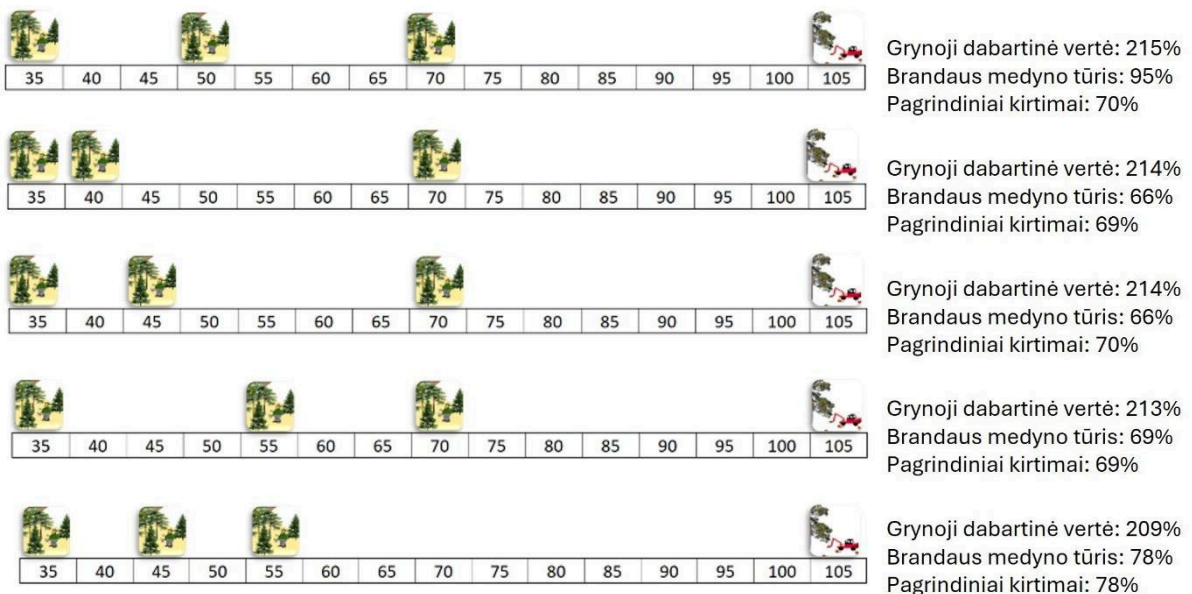 35 40 45 50 55 60 65 70 75 80 85 90 95 100 105
Grynoji dabartinė vertė: 215%
Brandaus medyno tūris: 95%
Pagrindiniai kirtimai: 70%
35 40 45 50 55 60 65 70 75 80 85 90 95 100 105
Grynoji dabartinė vertė: 214%
Brandaus medyno tūris: 66%
Pagrindiniai kirtimai: 69%
35 40 45 50 55 60 65 70 75 80 85 90 95 100 105
Grynoji dabartinė vertė: 214%
Brandaus medyno tūris: 66%
Pagrindiniai kirtimai: 70%
35 40 45 50 55 60 65 70 75 80 85 90 95 100 105
Grynoji dabartinė vertė: 213%
Brandaus medyno tūris: 69%
Pagrindiniai kirtimai: 69%
35 40 45 50 55 60 65 70 75 80 85 90 95 100 105
Grynoji dabartinė vertė: 209%
Brandaus medyno tūris: 78%
Pagrindiniai kirtimai: 78%